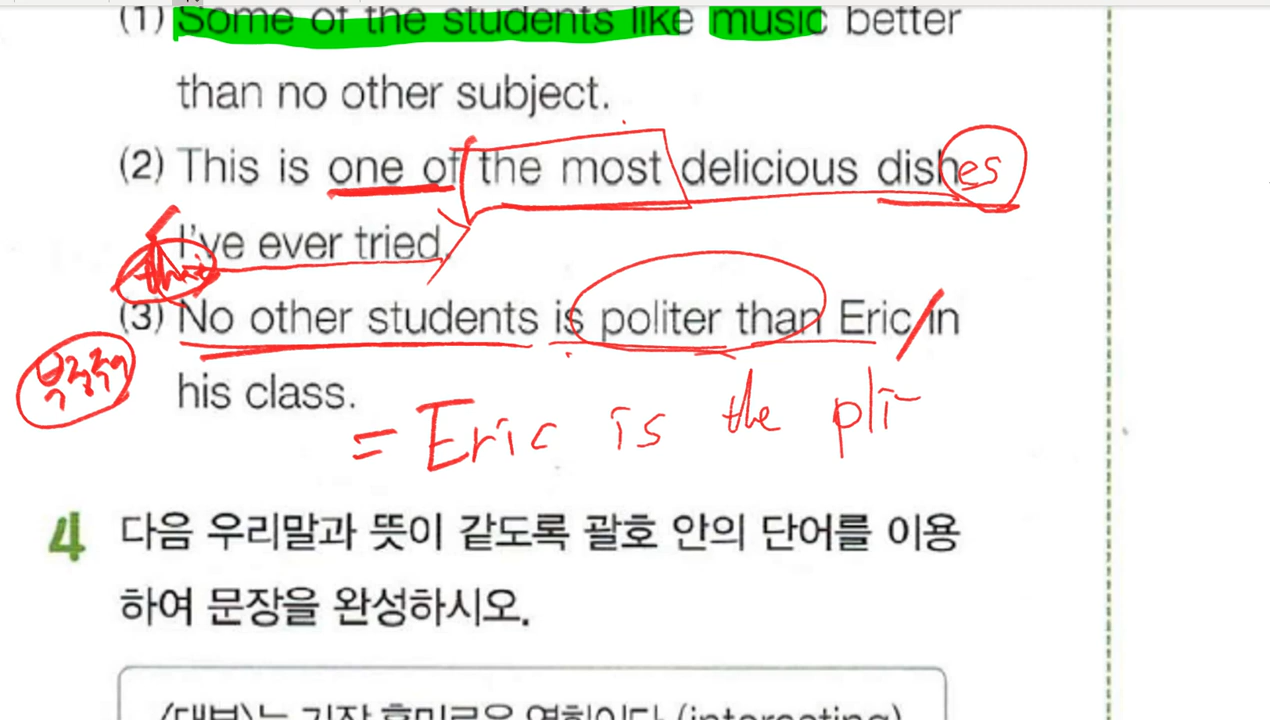 (1) Some of the students like music better
than no other subject.
(2) This is one of the most delicious dishes
I've ever tried.
(3) No other students is politer than Eric in
his class.
= Eric is the pli
4 다음 우리말과 뜻이 같도록 괄호 안의 단어를 이용
하여 문장을 완성하시오.